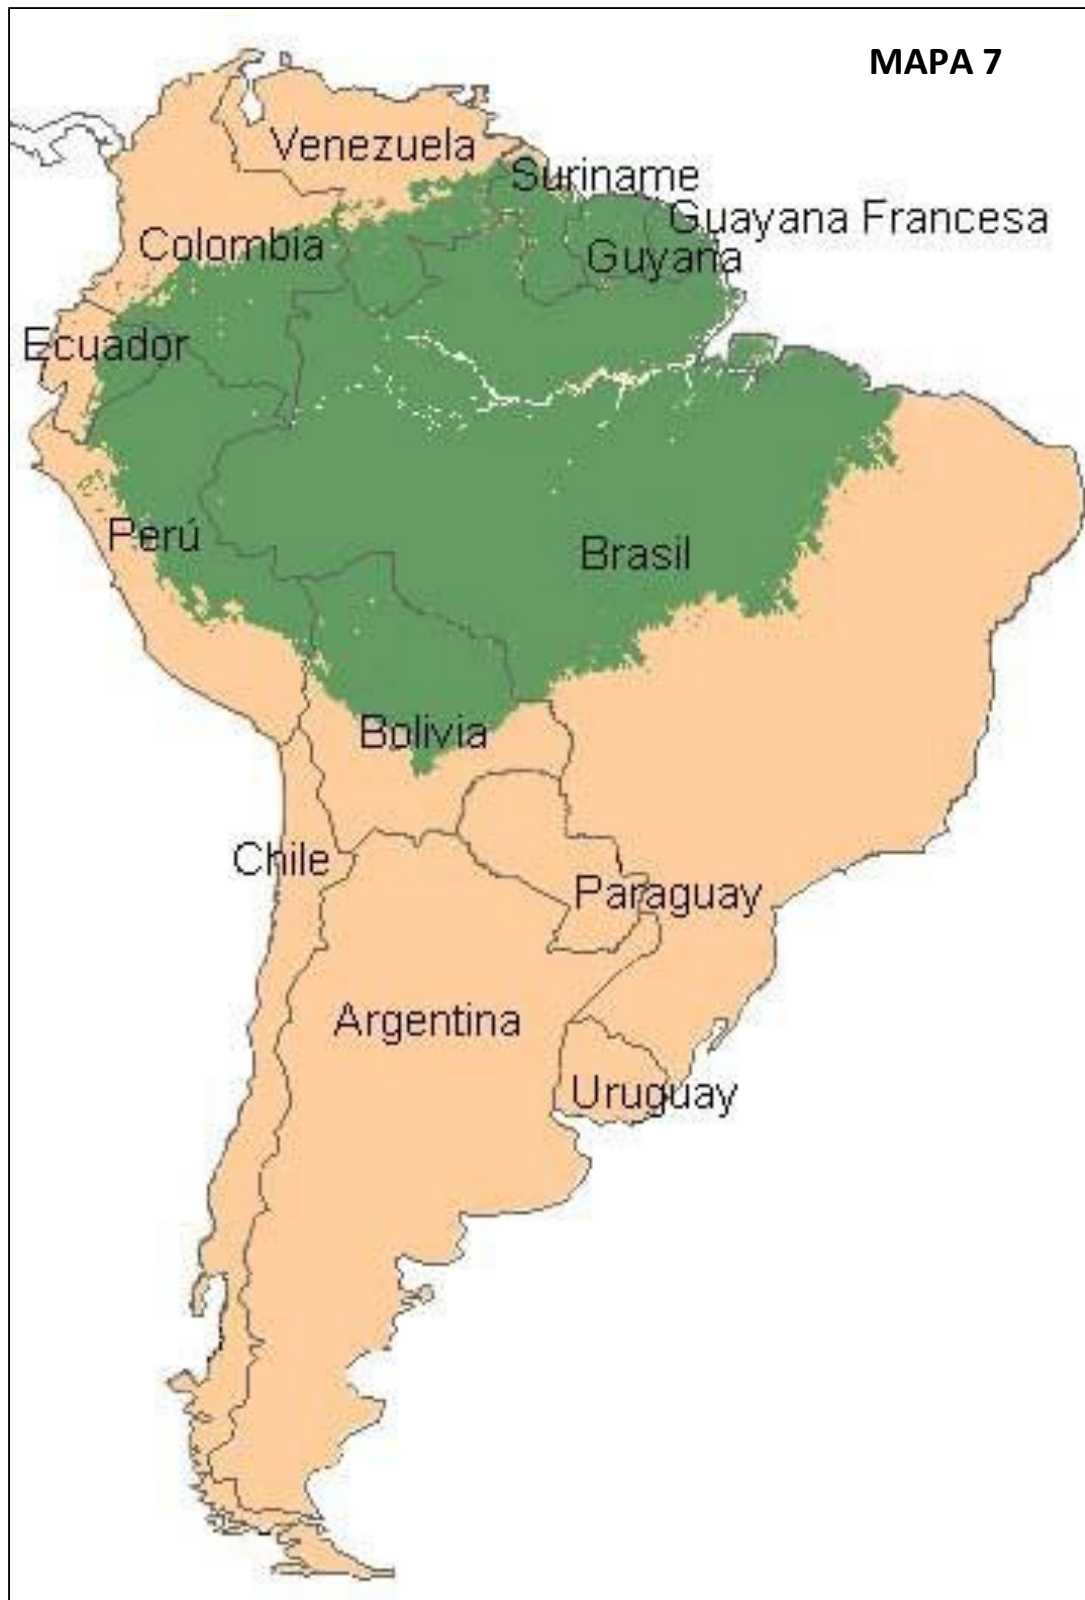 MAPA 7
Venezuela
Suriname
Guayana Francesa
Colombia
Guyana
Ecuador
Perú
Brasil
Bolivia
Chile
Paraguay
Argentina
Uruguay